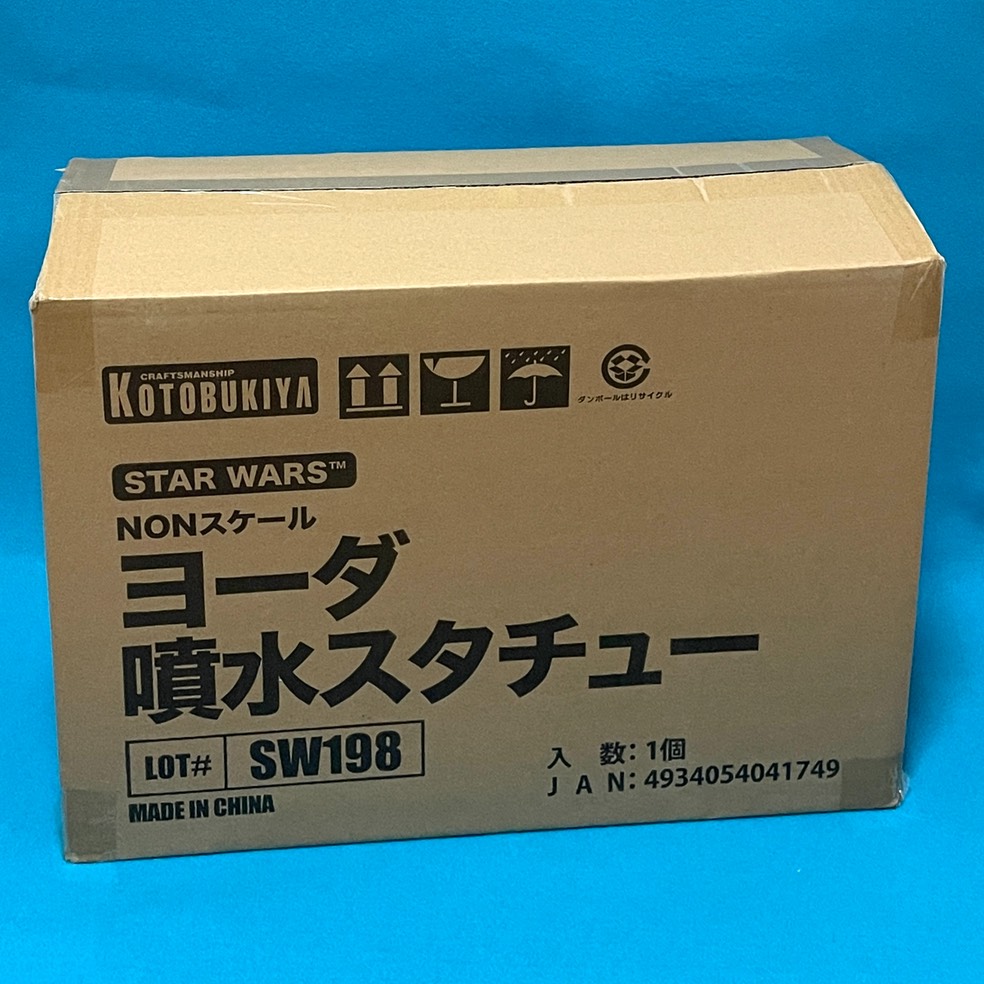 CRAFTSMANSHIP
KOTOBUKIYA
ダンボールはリサイクル
STAR WARS™
NONスケール
ヨーダ
噴水スタチュー
LOT# SW198
入 数：1個
J A N：4934054041749
MADE IN CHINA